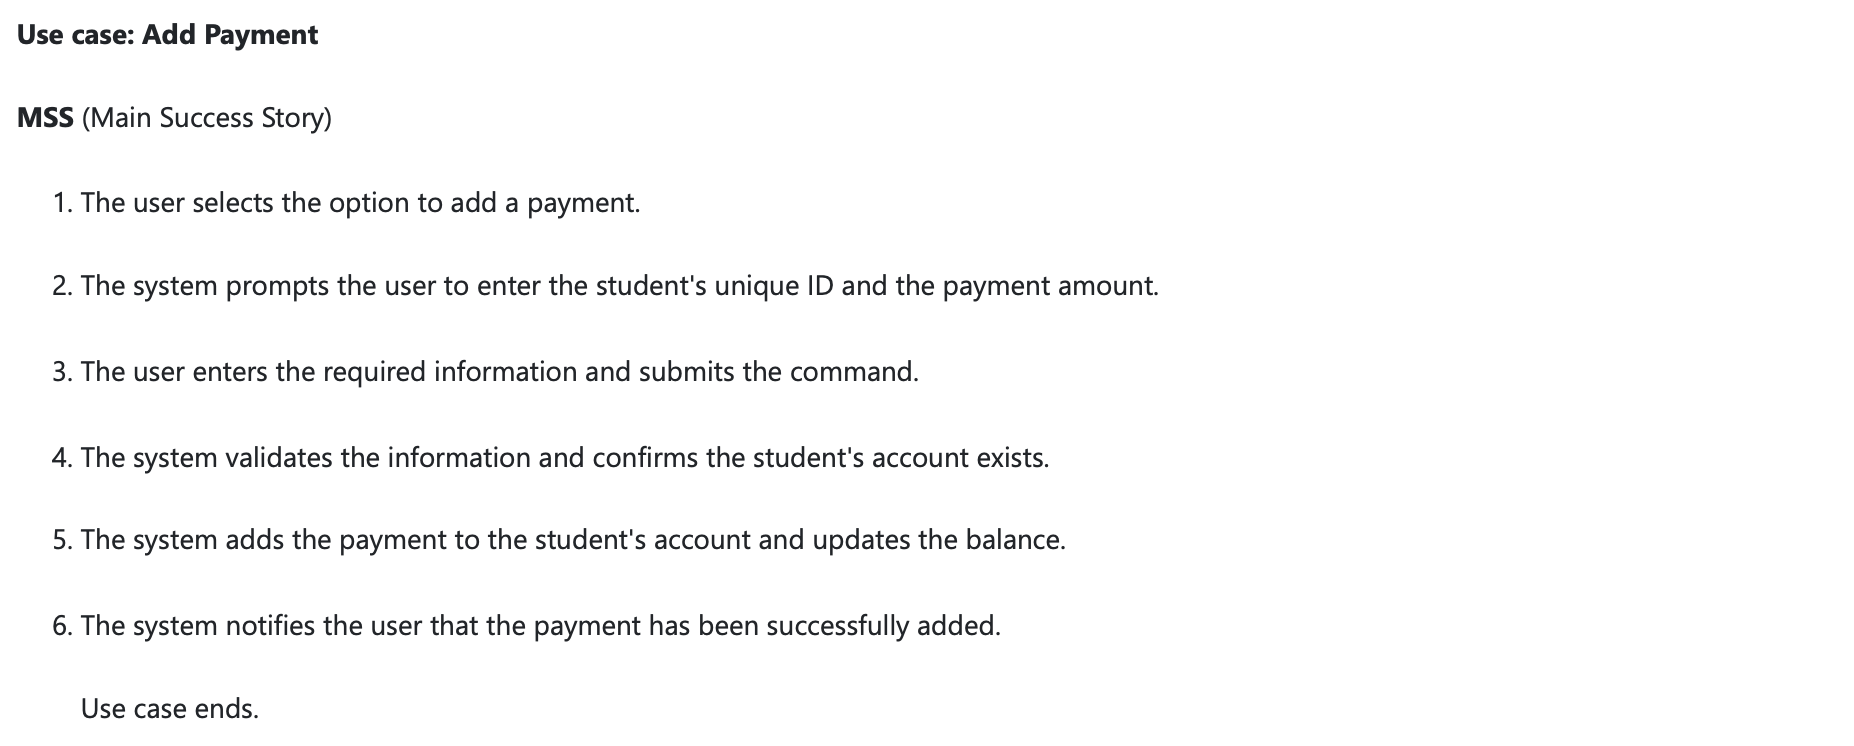 Use case: Add Payment
MSS (Main Success Story)
1. The user selects the option to add a payment.
2. The system prompts the user to enter the student's unique ID and the payment amount.
3. The user enters the required information and submits the command.
4. The system validates the information and confirms the student's account exists.
5. The system adds the payment to the student's account and updates the balance.
6. The system notifies the user that the payment has been successfully added.
Use case ends.